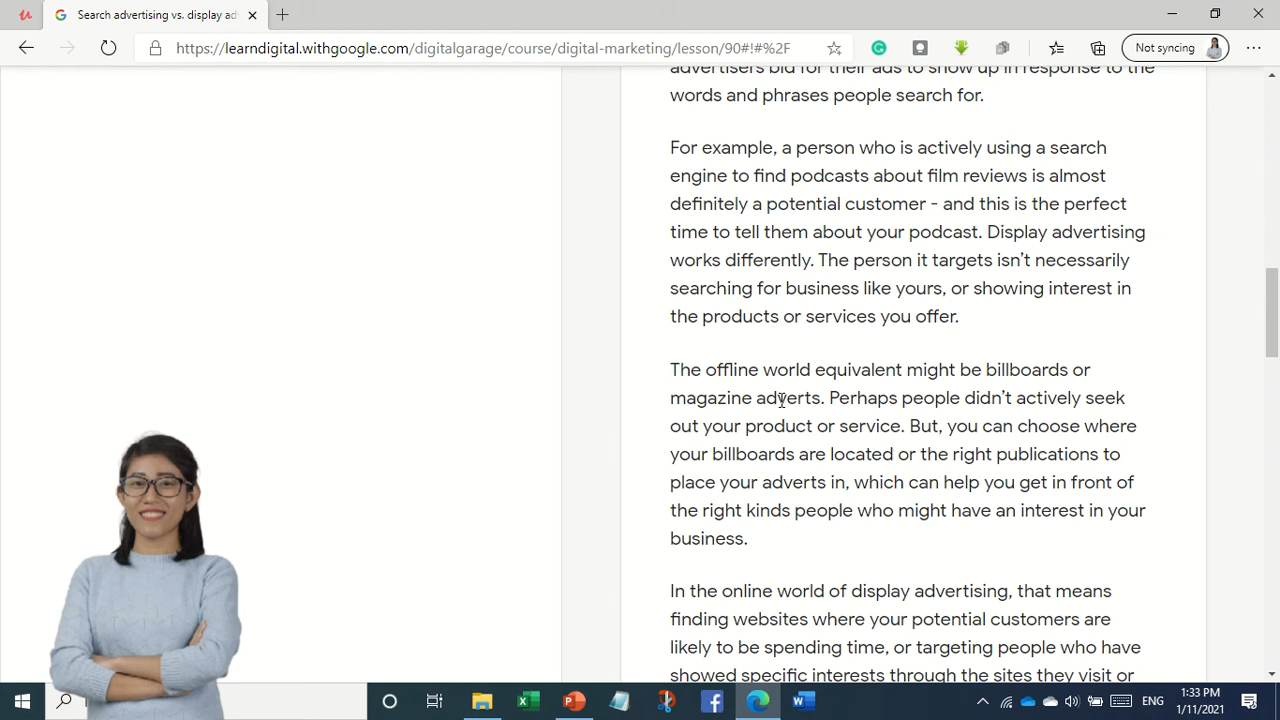 Search advertising vs. display ad
https://learndigital.withgoogle.com/digitalgarage/course/digital-marketing/lesson/90#!#%2F
Not syncing
advertisers bid for their ads to show up in response to the
words and phrases people search for.
For example, a person who is actively using a search
engine to find podcasts about film reviews is almost
definitely a potential customer - and this is the perfect
time to tell them about your podcast. Display advertising
works differently. The person it targets isn't necessarily
searching for business like yours, or showing interest in
the products or services you offer.
The offline world equivalent might be billboards or
magazine adverts. Perhaps people didn't actively seek
out your product or service. But, you can choose where
your billboards are located or the right publications to
place your adverts in, which can help you get in front of
the right kinds people who might have an interest in your
business.
In the online world of display advertising, that means
finding websites where your potential customers are
likely to be spending time, or targeting people who have
showed specific interests through the sites they visit or
ENG
1:33 PM
1/11/2021